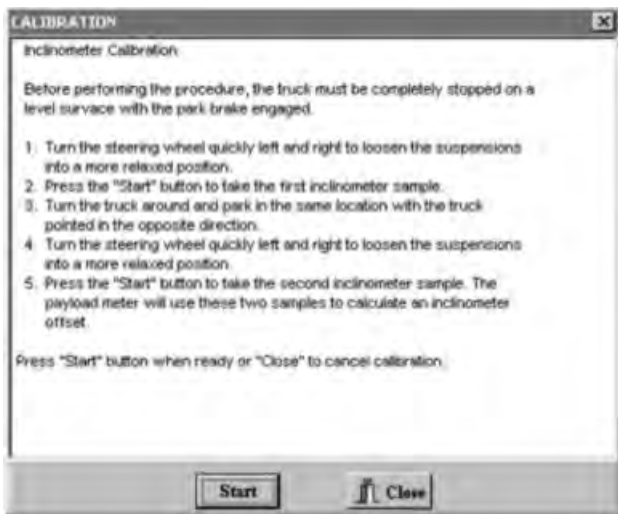 CALIBRATION
Inclinometer Calibration
Before performing the procedure, the truck must be completely stopped on a
level survace with the park brake engaged.
1. Turn the steering wheel quickly left and right to loosen the suspensions
into a more relaxed position.
2. Press the "Start" button to take the first inclinometer sample.
3. Turn the truck around and park in the same location with the truck
pointed in the opposite direction.
4. Turn the steering wheel quickly left and right to loosen the suspensions
into a more relaxed position.
5. Press the "Start" button to take the second inclinometer sample. The
payload meter will use these two samples to calculate an inclinometer
offset.
Press "Start" button when ready or "Close" to cancel calibration.
Start
Close